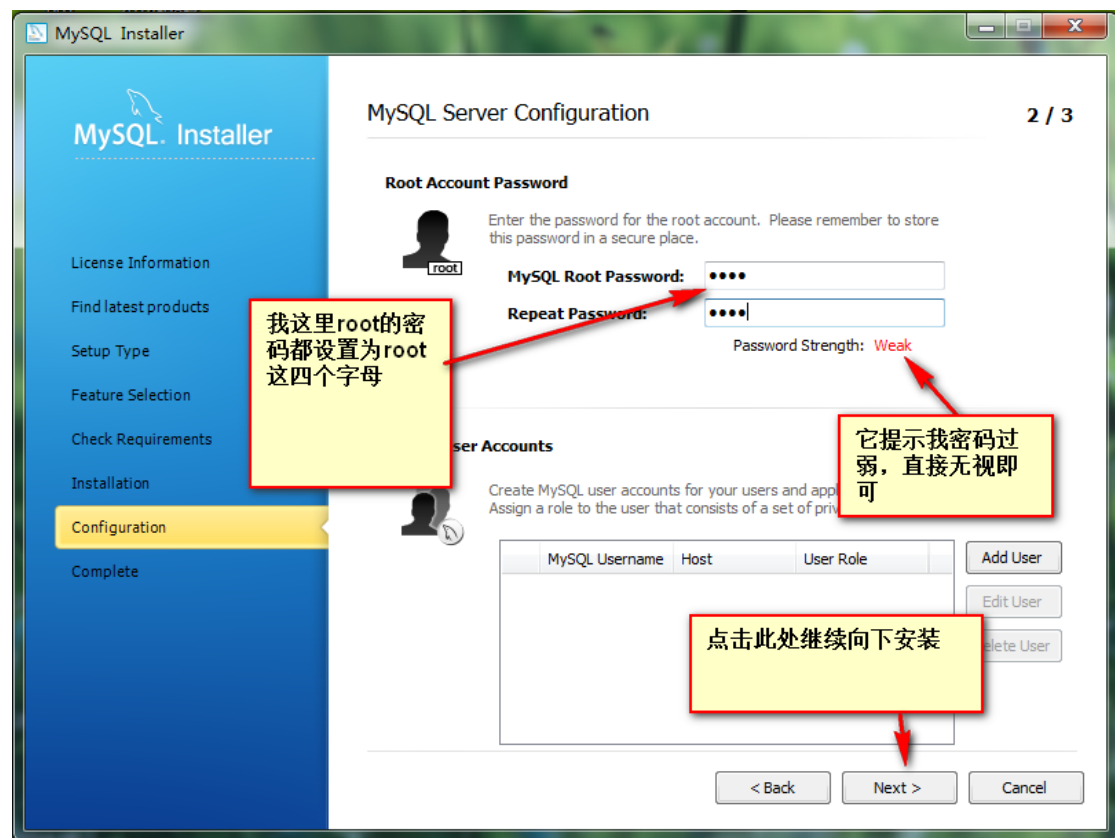 MySQL Installer
MySQL. Installer
License Information
Find latest products
Setup Type
Feature Selection
Check Requirements
Installation
Configuration
Complete
MySQL Server Configuration
2 / 3
Root Account Password
root
Enter the password for the root account. Please remember to store
this password in a secure place.
MySQL Root Password:
••••
Repeat Password:
••••
Password Strength: Weak
我这里root的密
码都设置为root
这四个字母
它提示我密码过
弱，直接无视即
可
ser Accounts
Create MySQL user accounts for your users and appl
Assign a role to the user that consists of a set of priv
MySQL Username
Host
User Role
Add User
Edit User
elete User
点击此处继续向下安装
< Back
Next >
Cancel